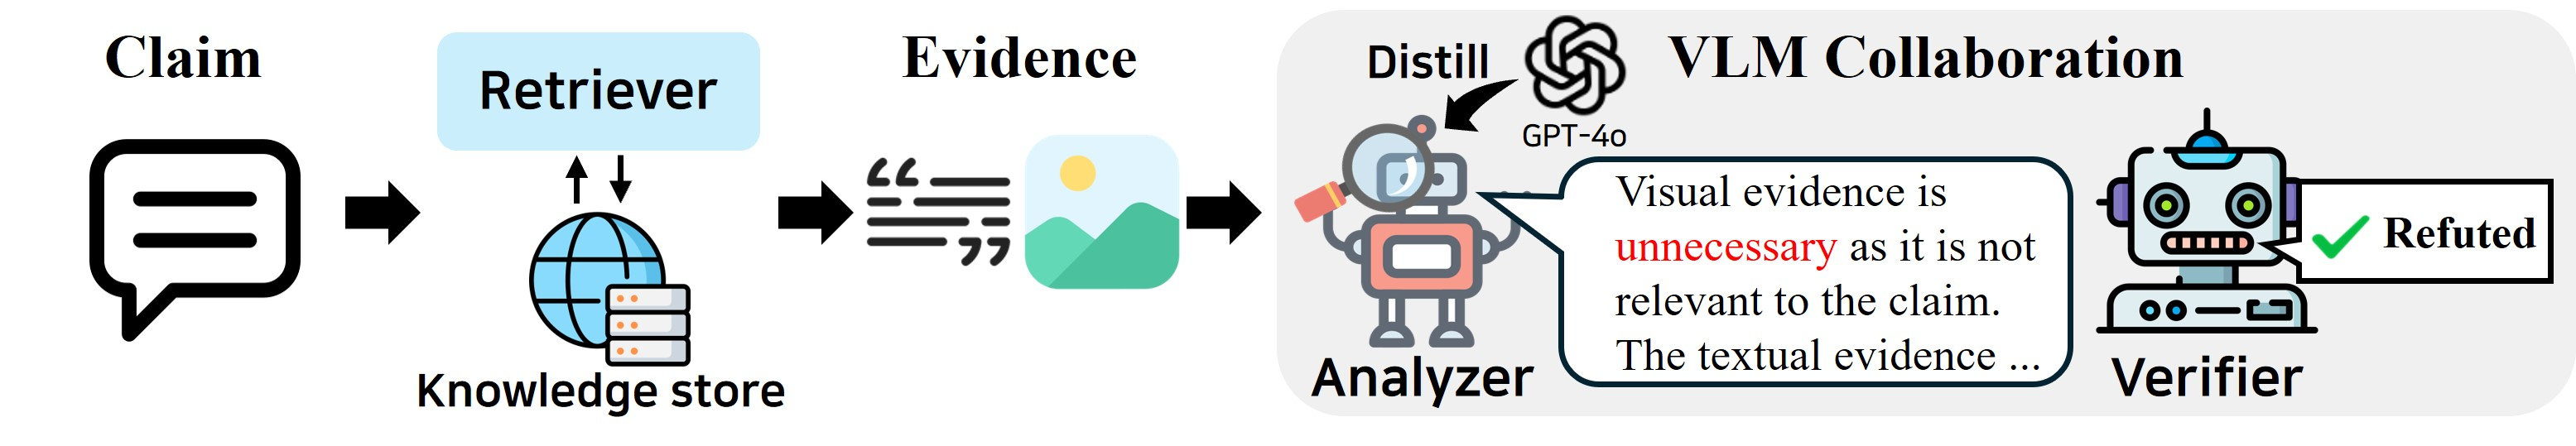 Claim
Retriever
Knowledge store
Evidence
Distill
GPT-4o
VLM Collaboration
Visual evidence is
unnecessary as it is not
relevant to the claim.
The textual evidence ...
Analyzer
Refuted
Verifier